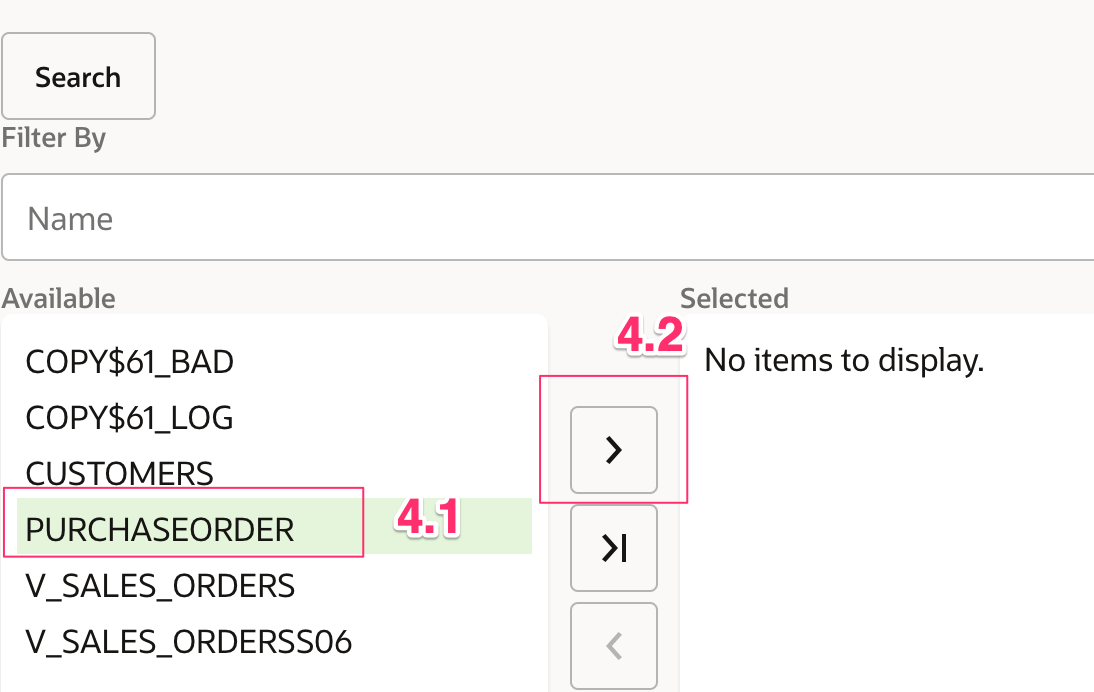 Search
Filter By
Name
Available
Selected
COPY$61_BAD
COPY$61_LOG
CUSTOMERS
PURCHASEORDER
V_SALES_ORDERS
V_SALES_ORDERSS06
4.1
4.2
No items to display.